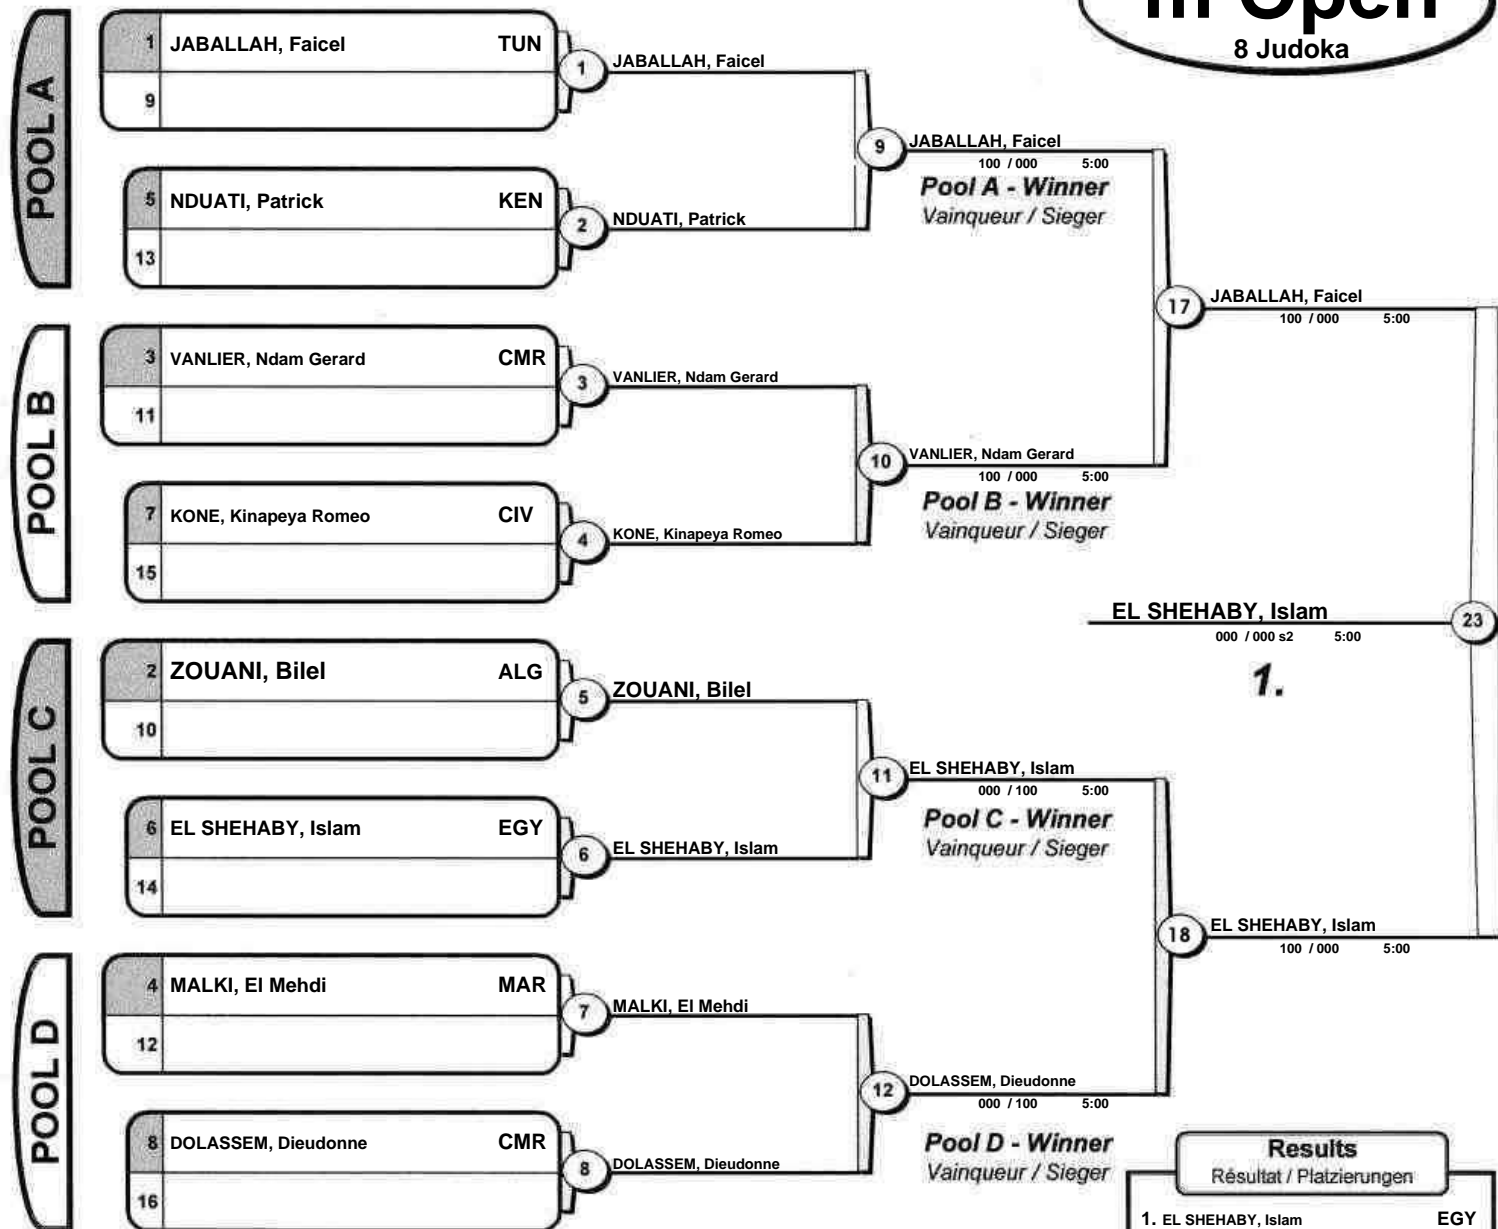 m Open
8 Judoka
POOL A
1 JABALLAH, Faicel TUN
9
1 JABALLAH, Faicel
5 NDUATI, Patrick KEN
13
2 NDUATI, Patrick
9 JABALLAH, Faicel
100 / 000 5:00
Pool A - Winner
Vainqueur / Sieger
POOL B
3 VANLIER, Ndam Gerard CMR
11
3 VANLIER, Ndam Gerard
7 KONE, Kinapeya Romeo CIV
15
4 KONE, Kinapeya Romeo
10 VANLIER, Ndam Gerard
100 / 000 5:00
Pool B - Winner
Vainqueur / Sieger
17 JABALLAH, Faicel
100 / 000 5:00
EL SHEHABY, Islam 23
000 / 000 s2 5:00
1.
POOL C
2 ZOUANI, Bilel ALG
10
5 ZOUANI, Bilel
6 EL SHEHABY, Islam EGY
14
6 EL SHEHABY, Islam
11 EL SHEHABY, Islam
000 / 100 5:00
Pool C - Winner
Vainqueur / Sieger
18 EL SHEHABY, Islam
100 / 000 5:00
POOL D
4 MALKI, El Mehdi MAR
12
7 MALKI, El Mehdi
8 DOLASSEM, Dieudonne CMR
16
8 DOLASSEM, Dieudonne
12 DOLASSEM, Dieudonne
000 / 100 5:00
Pool D - Winner
Vainqueur / Sieger
Results
Résultat / Platzierungen
1. EL SHEHABY, Islam EGY